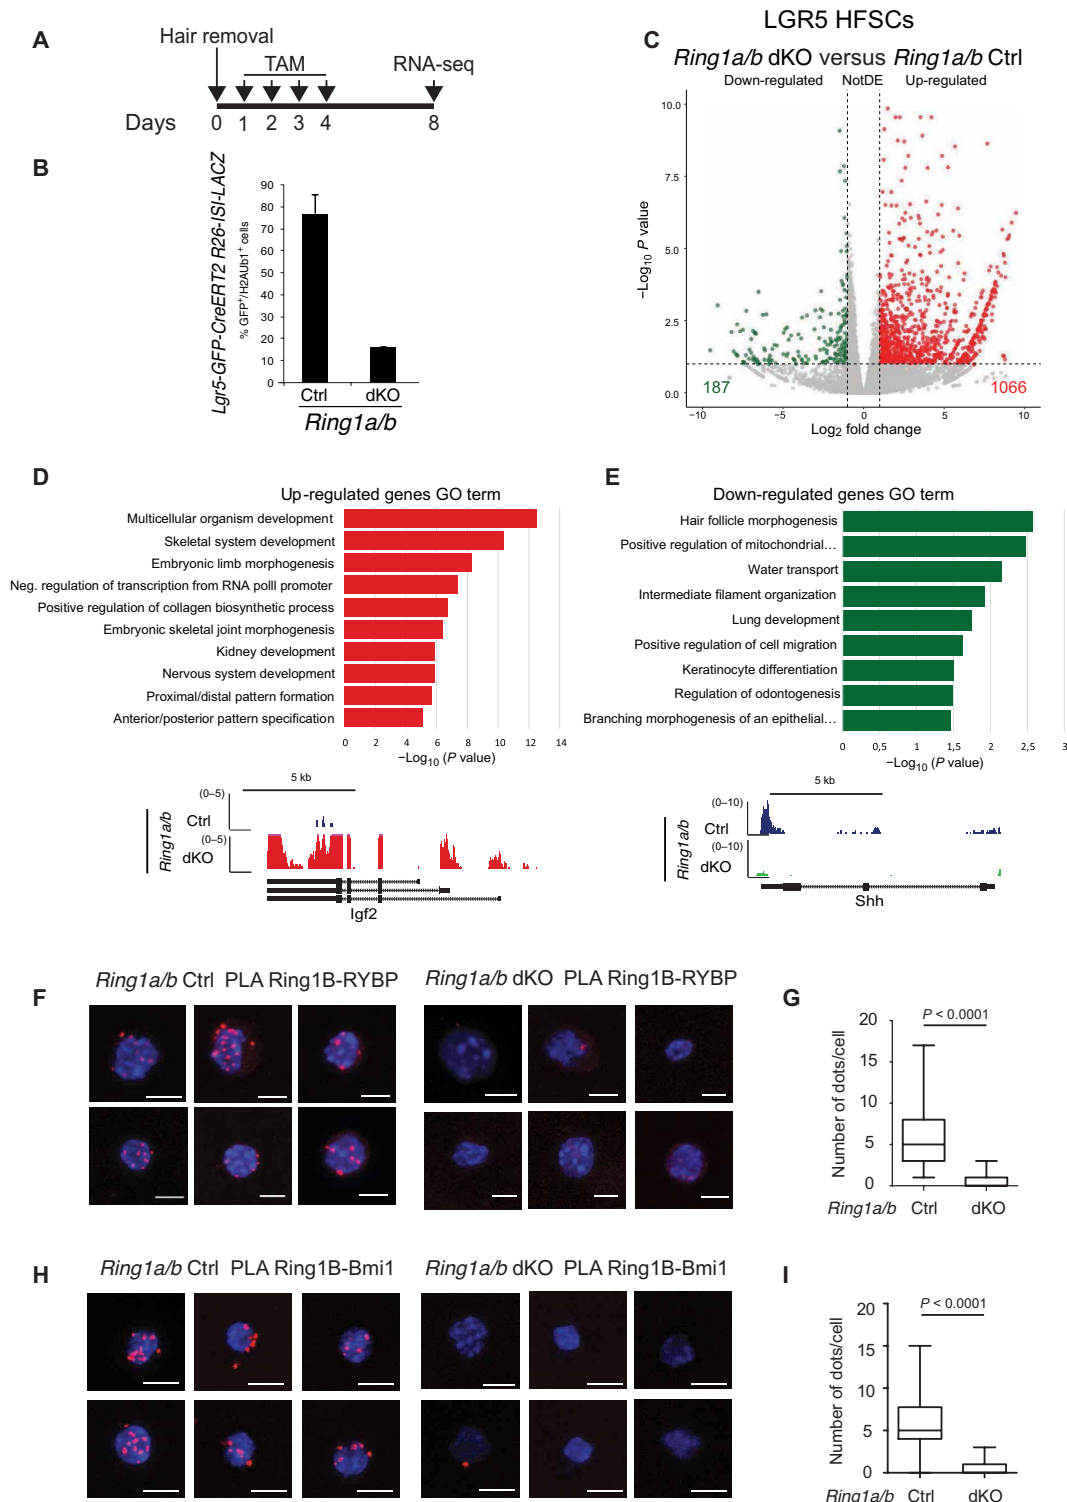 LGR5 HFSCs
A
Hair removal
TAM
RNA-seq
Days 0 1 2 3 4 8
B
Lgr5-GFP-CreERT2 R26-lSl-LACZ
% GFP+/H2AUb1+ cells
90
80
70
60
50
40
30
20
10
0
Ctrl dKO
Ring1a/b
C
Ring1a/b dKO versus Ring1a/b Ctrl
Down-regulated NotDE Up-regulated
−Log10 P value
10.0
7.5
5.0
2.5
0.0
187
1066
−10 −5 0 5 10
Log2 fold change
D
Up-regulated genes GO term
Multicellular organism development
Skeletal system development
Embryonic limb morphogenesis
Neg. regulation of transcription from RNA polII promoter
Positive regulation of collagen biosynthetic process
Embryonic skeletal joint morphogenesis
Kidney development
Nervous system development
Proximal/distal pattern formation
Anterior/posterior pattern specification
0 2 4 6 8 10 12 14
−Log10 (P value)
5 kb
Ring1a/b
(0–5)
Ctrl
(0–5)
dKO
Igf2
E
Down-regulated genes GO term
Hair follicle morphogenesis
Positive regulation of mitochondrial…
Water transport
Intermediate filament organization
Lung development
Positive regulation of cell migration
Keratinocyte differentiation
Regulation of odontogenesis
Branching morphogenesis of an epithelial…
0 0,5 1 1,5 2 2,5 3
−Log10 (P value)
5 kb
Ring1a/b
(0–10)
Ctrl
(0–10)
dKO
Shh
F
Ring1a/b Ctrl PLA Ring1B-RYBP
Ring1a/b dKO PLA Ring1B-RYBP
G
Number of dots/cell
20
15
10
5
0
P < 0.0001
Ring1a/b Ctrl dKO
H
Ring1a/b Ctrl PLA Ring1B-Bmi1
Ring1a/b dKO PLA Ring1B-Bmi1
I
Number of dots/cell
20
15
10
5
0
P < 0.0001
Ring1a/b Ctrl dKO